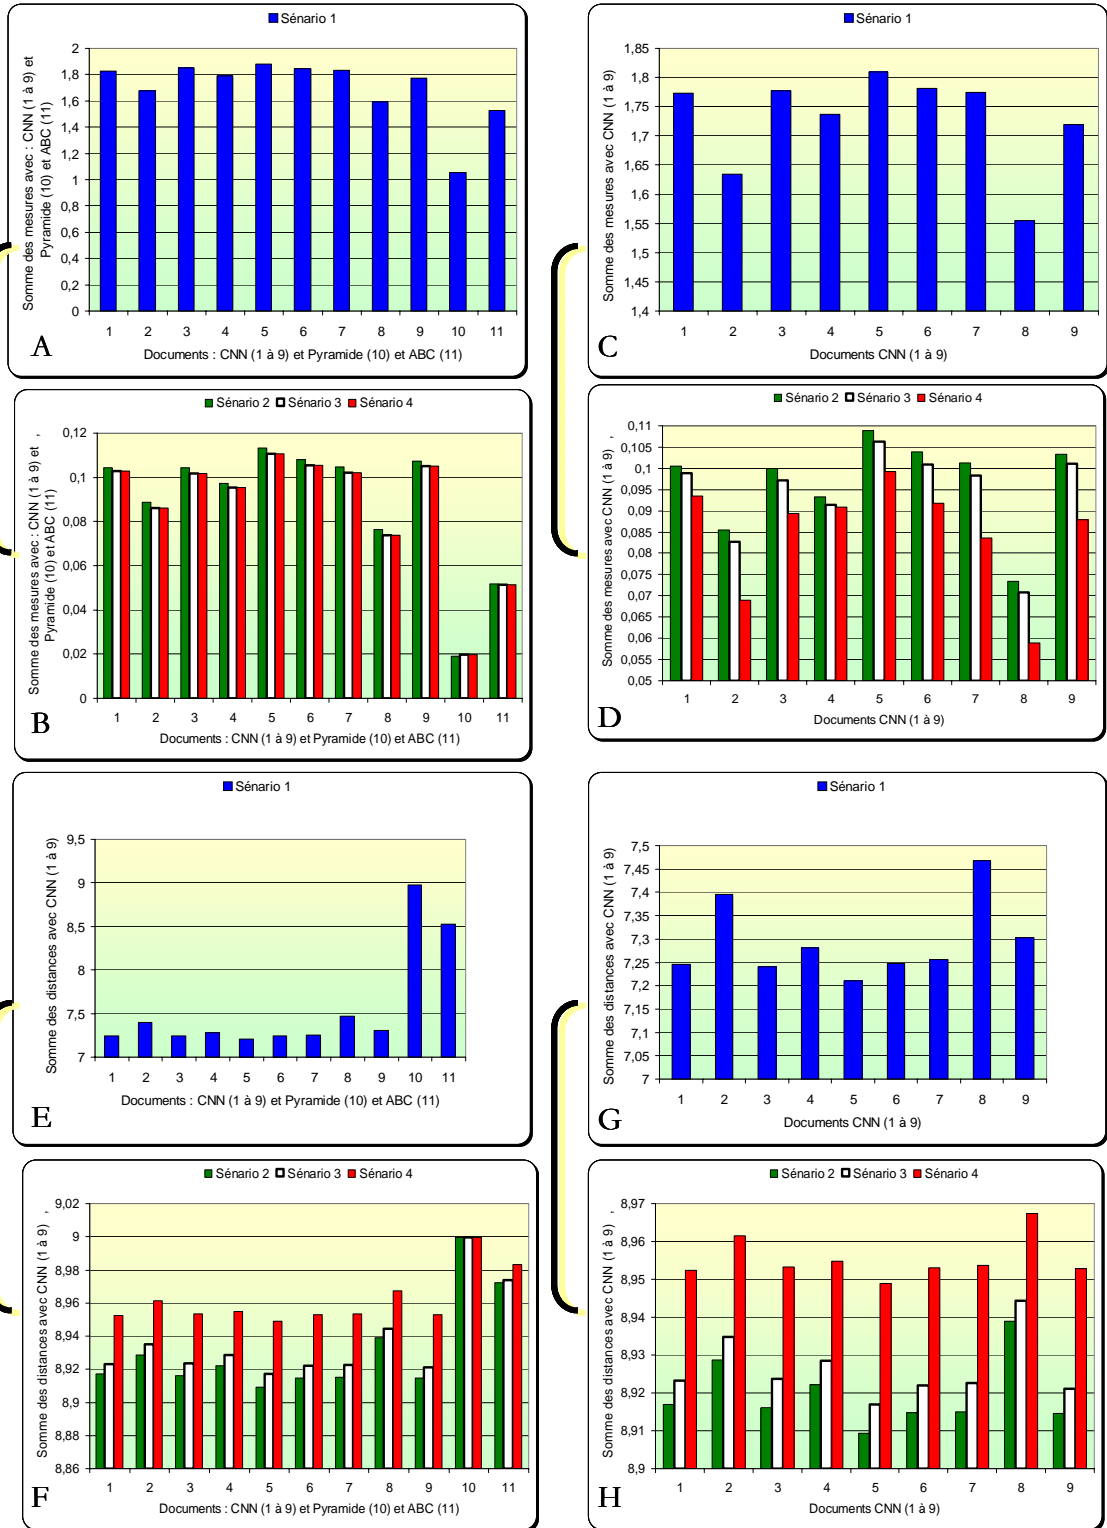 Sénario 1
Somme des mesures avec : CNN (1 à 9) et
Pyramide (10) et ABC (11)
2
1,8
1,6
1,4
1,2
1
0,8
0,6
0,4
0,2
0
1 2 3 4 5 6 7 8 9 10 11
Documents : CNN (1 à 9) et Pyramide (10) et ABC (11)
A
Sénario 1
Somme des mesures avec CNN (1 à 9)
1,85
1,8
1,75
1,7
1,65
1,6
1,55
1,5
1,45
1,4
1 2 3 4 5 6 7 8 9
Documents CNN (1 à 9)
C
Sénario 2 Sénario 3 Sénario 4
Somme des mesures avec : CNN (1 à 9) et ,
Pyramide (10) et ABC (11)
0,12
0,1
0,08
0,06
0,04
0,02
0
1 2 3 4 5 6 7 8 9 10 11
Documents : CNN (1 à 9) et Pyramide (10) et ABC (11)
B
Sénario 2 Sénario 3 Sénario 4
Somme des mesures avec CNN (1 à 9) ,
0,11
0,105
0,1
0,095
0,09
0,085
0,08
0,075
0,07
0,065
0,06
0,055
0,05
1 2 3 4 5 6 7 8 9
Documents CNN (1 à 9)
D
Sénario 1
Somme des distances avec CNN (1 à 9)
9,5
9
8,5
8
7,5
7
1 2 3 4 5 6 7 8 9 10 11
Documents : CNN (1 à 9) et Pyramide (10) et ABC (11)
E
Sénario 1
Somme des distances avec CNN (1 à 9)
7,5
7,45
7,4
7,35
7,3
7,25
7,2
7,15
7,1
7,05
7
1 2 3 4 5 6 7 8 9
Documents CNN (1 à 9)
G
Sénario 2 Sénario 3 Sénario 4
Somme des distances avec CNN (1 à 9) ,
9,02
9
8,98
8,96
8,94
8,92
8,9
8,88
8,86
1 2 3 4 5 6 7 8 9 10 11
Documents : CNN (1 à 9) et Pyramide (10) et ABC (11)
F
Sénario 2 Sénario 3 Sénario 4
Somme des distances avec CNN (1 à 9) ,
8,97
8,96
8,95
8,94
8,93
8,92
8,91
8,9
1 2 3 4 5 6 7 8 9
Documents CNN (1 à 9)
H